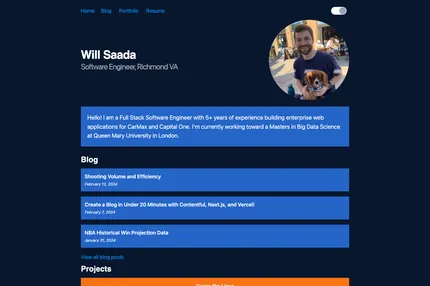 Home Blog Portfolio Resume
Will Saada
Software Engineer, Richmond VA
Hello! I am a Full Stack Software Engineer with 5+ years of experience building enterprise web
applications for CarMax and Capital One. I'm currently working toward a Masters in Big Data Science
at Queen Mary University in London.
Blog
Shooting Volume and Efficiency
February 12, 2024
Create a Blog in Under 20 Minutes with Contentful, Next.js, and Vercel!
February 7, 2024
NBA Historical Win Projection Data
January 31, 2024
View all blog posts
Projects